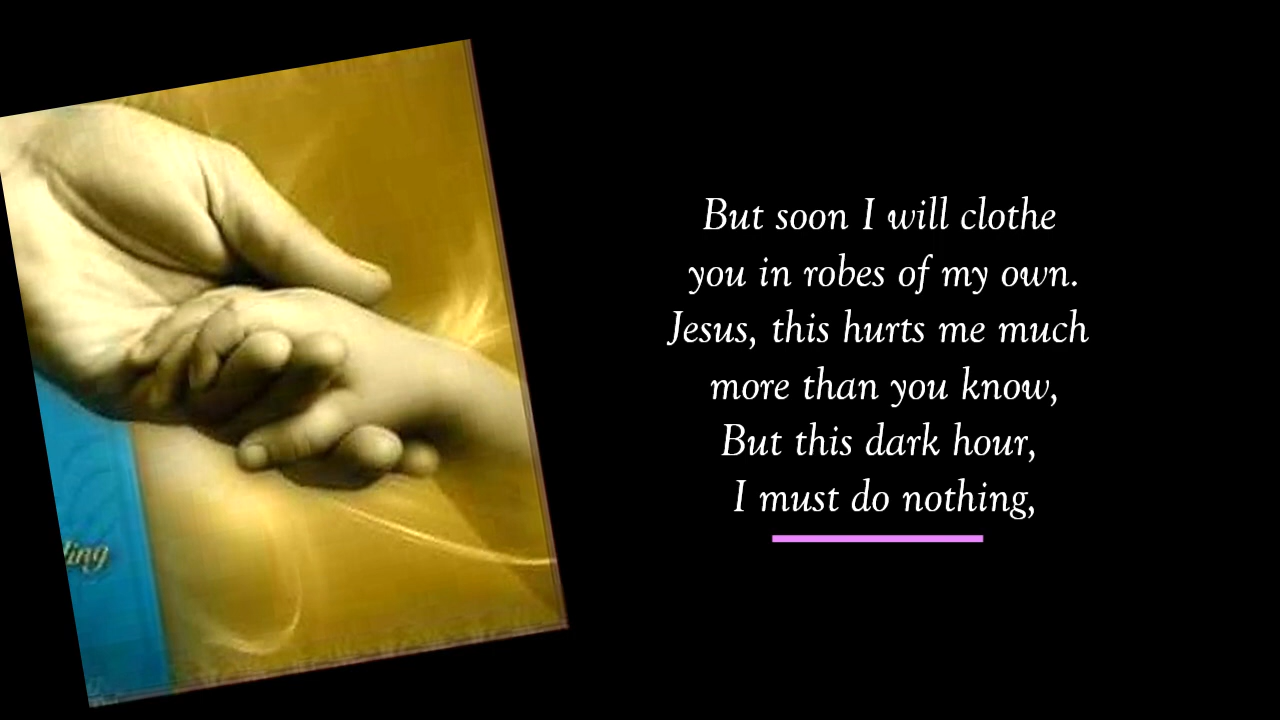 But soon I will clothe
you in robes of my own.
Jesus, this hurts me much
more than you know,
But this dark hour,
I must do nothing,
ling